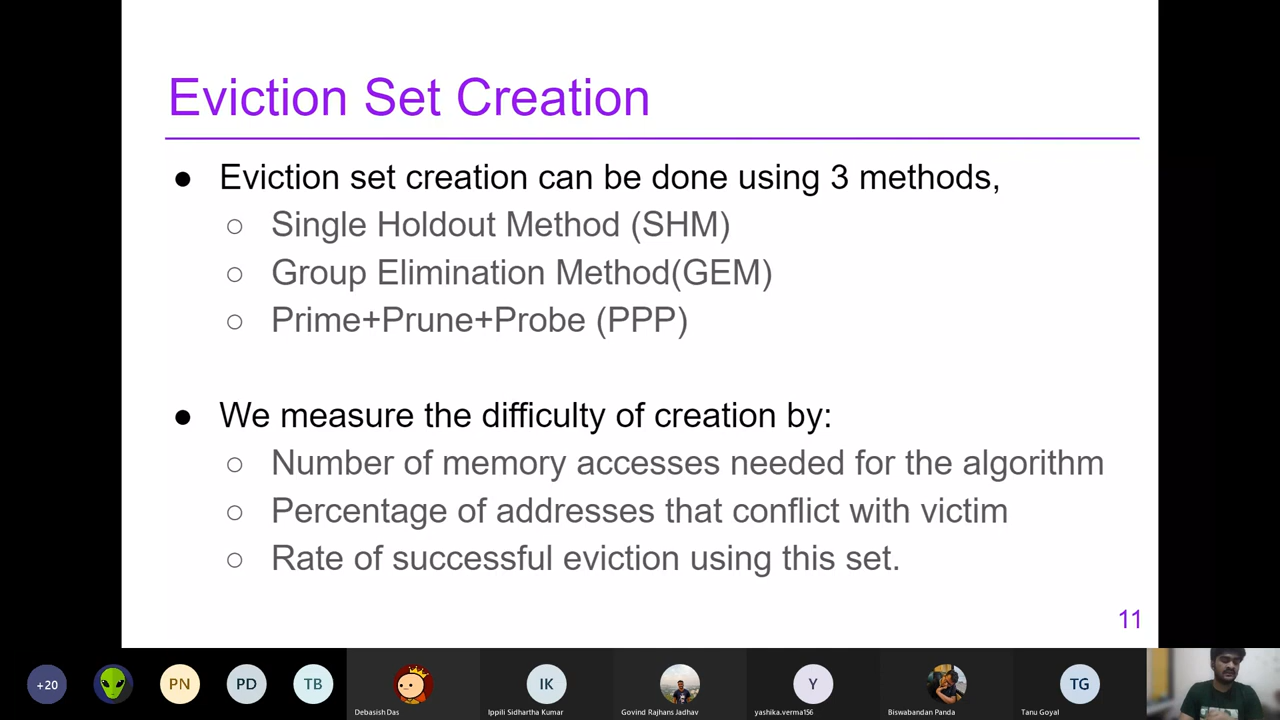 Eviction Set Creation
● Eviction set creation can be done using 3 methods,
○ Single Holdout Method (SHM)
○ Group Elimination Method(GEM)
○ Prime+Prune+Probe (PPP)
● We measure the difficulty of creation by:
○ Number of memory accesses needed for the algorithm
○ Percentage of addresses that conflict with victim
○ Rate of successful eviction using this set.
11
+20
PN
PD
TB
IK
Y
TG
Debasish Das
Ippili Sidhartha Kumar
Govind Rajhans Jadhav
yashika.verma156
Biswabandan Panda
Tanu Goyal